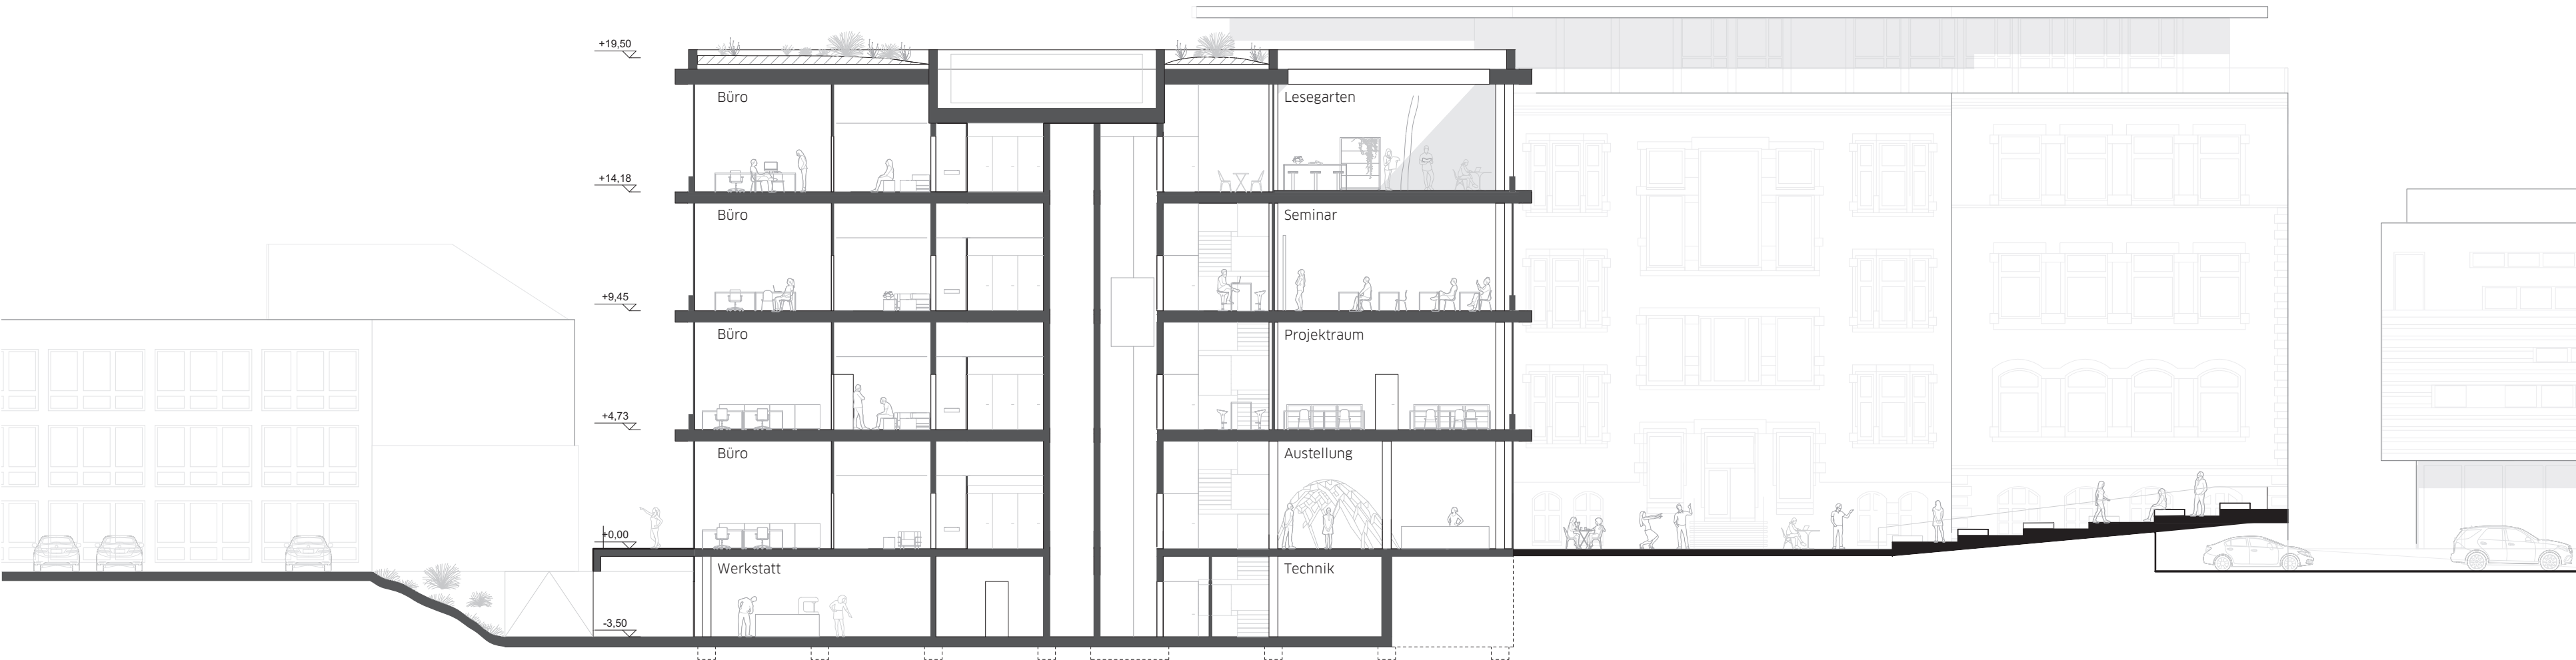 +19,50
Büro
Lesegarten
+14,18
Büro
Seminar
+9,45
Büro
Projektraum
+4,73
Büro
Austellung
+0,00
Werkstatt
Technik
-3,50